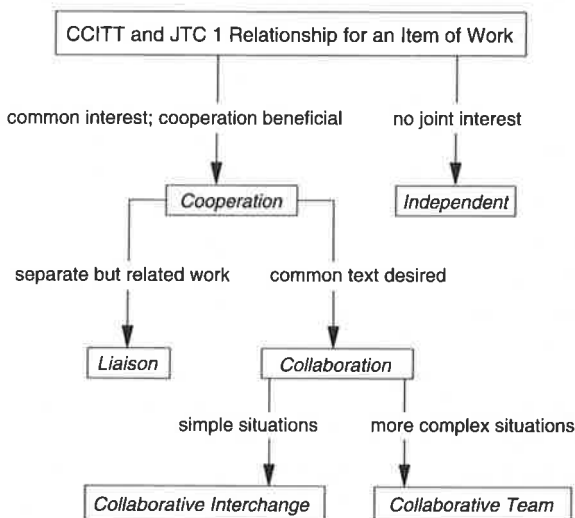 CCITT and JTC 1 Relationship for an Item of Work
common interest; cooperation beneficial
no joint interest
Cooperation
Independent
separate but related work
common text desired
Liaison
Collaboration
simple situations
more complex situations
Collaborative Interchange
Collaborative Team